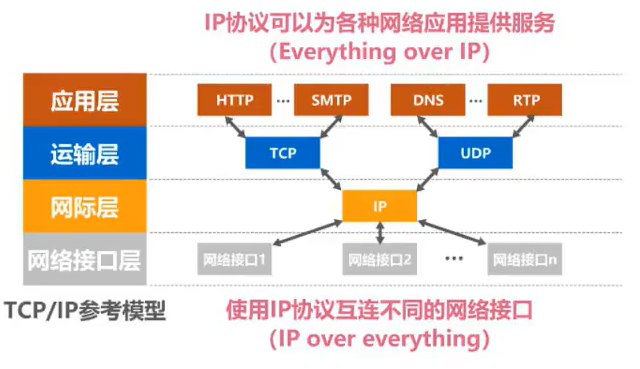 IP协议可以为各种网络应用提供服务
（Everything over IP）
应用层
HTTP ··· SMTP DNS ··· RTP
运输层
TCP UDP
网际层
IP
网络接口层
网络接口1 网络接口2 ··· 网络接口n
TCP/IP参考模型
使用IP协议互连不同的网络接口
（IP over everything）